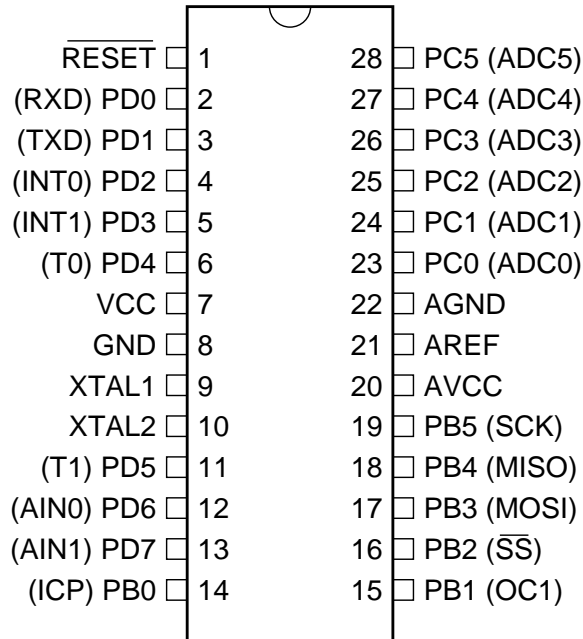 R̅E̅S̅E̅T̅ 1 28 PC5 (ADC5)
(RXD) PD0 2 27 PC4 (ADC4)
(TXD) PD1 3 26 PC3 (ADC3)
(INT0) PD2 4 25 PC2 (ADC2)
(INT1) PD3 5 24 PC1 (ADC1)
(T0) PD4 6 23 PC0 (ADC0)
VCC 7 22 AGND
GND 8 21 AREF
XTAL1 9 20 AVCC
XTAL2 10 19 PB5 (SCK)
(T1) PD5 11 18 PB4 (MISO)
(AIN0) PD6 12 17 PB3 (MOSI)
(AIN1) PD7 13 16 PB2 (S̅S̅)
(ICP) PB0 14 15 PB1 (OC1)